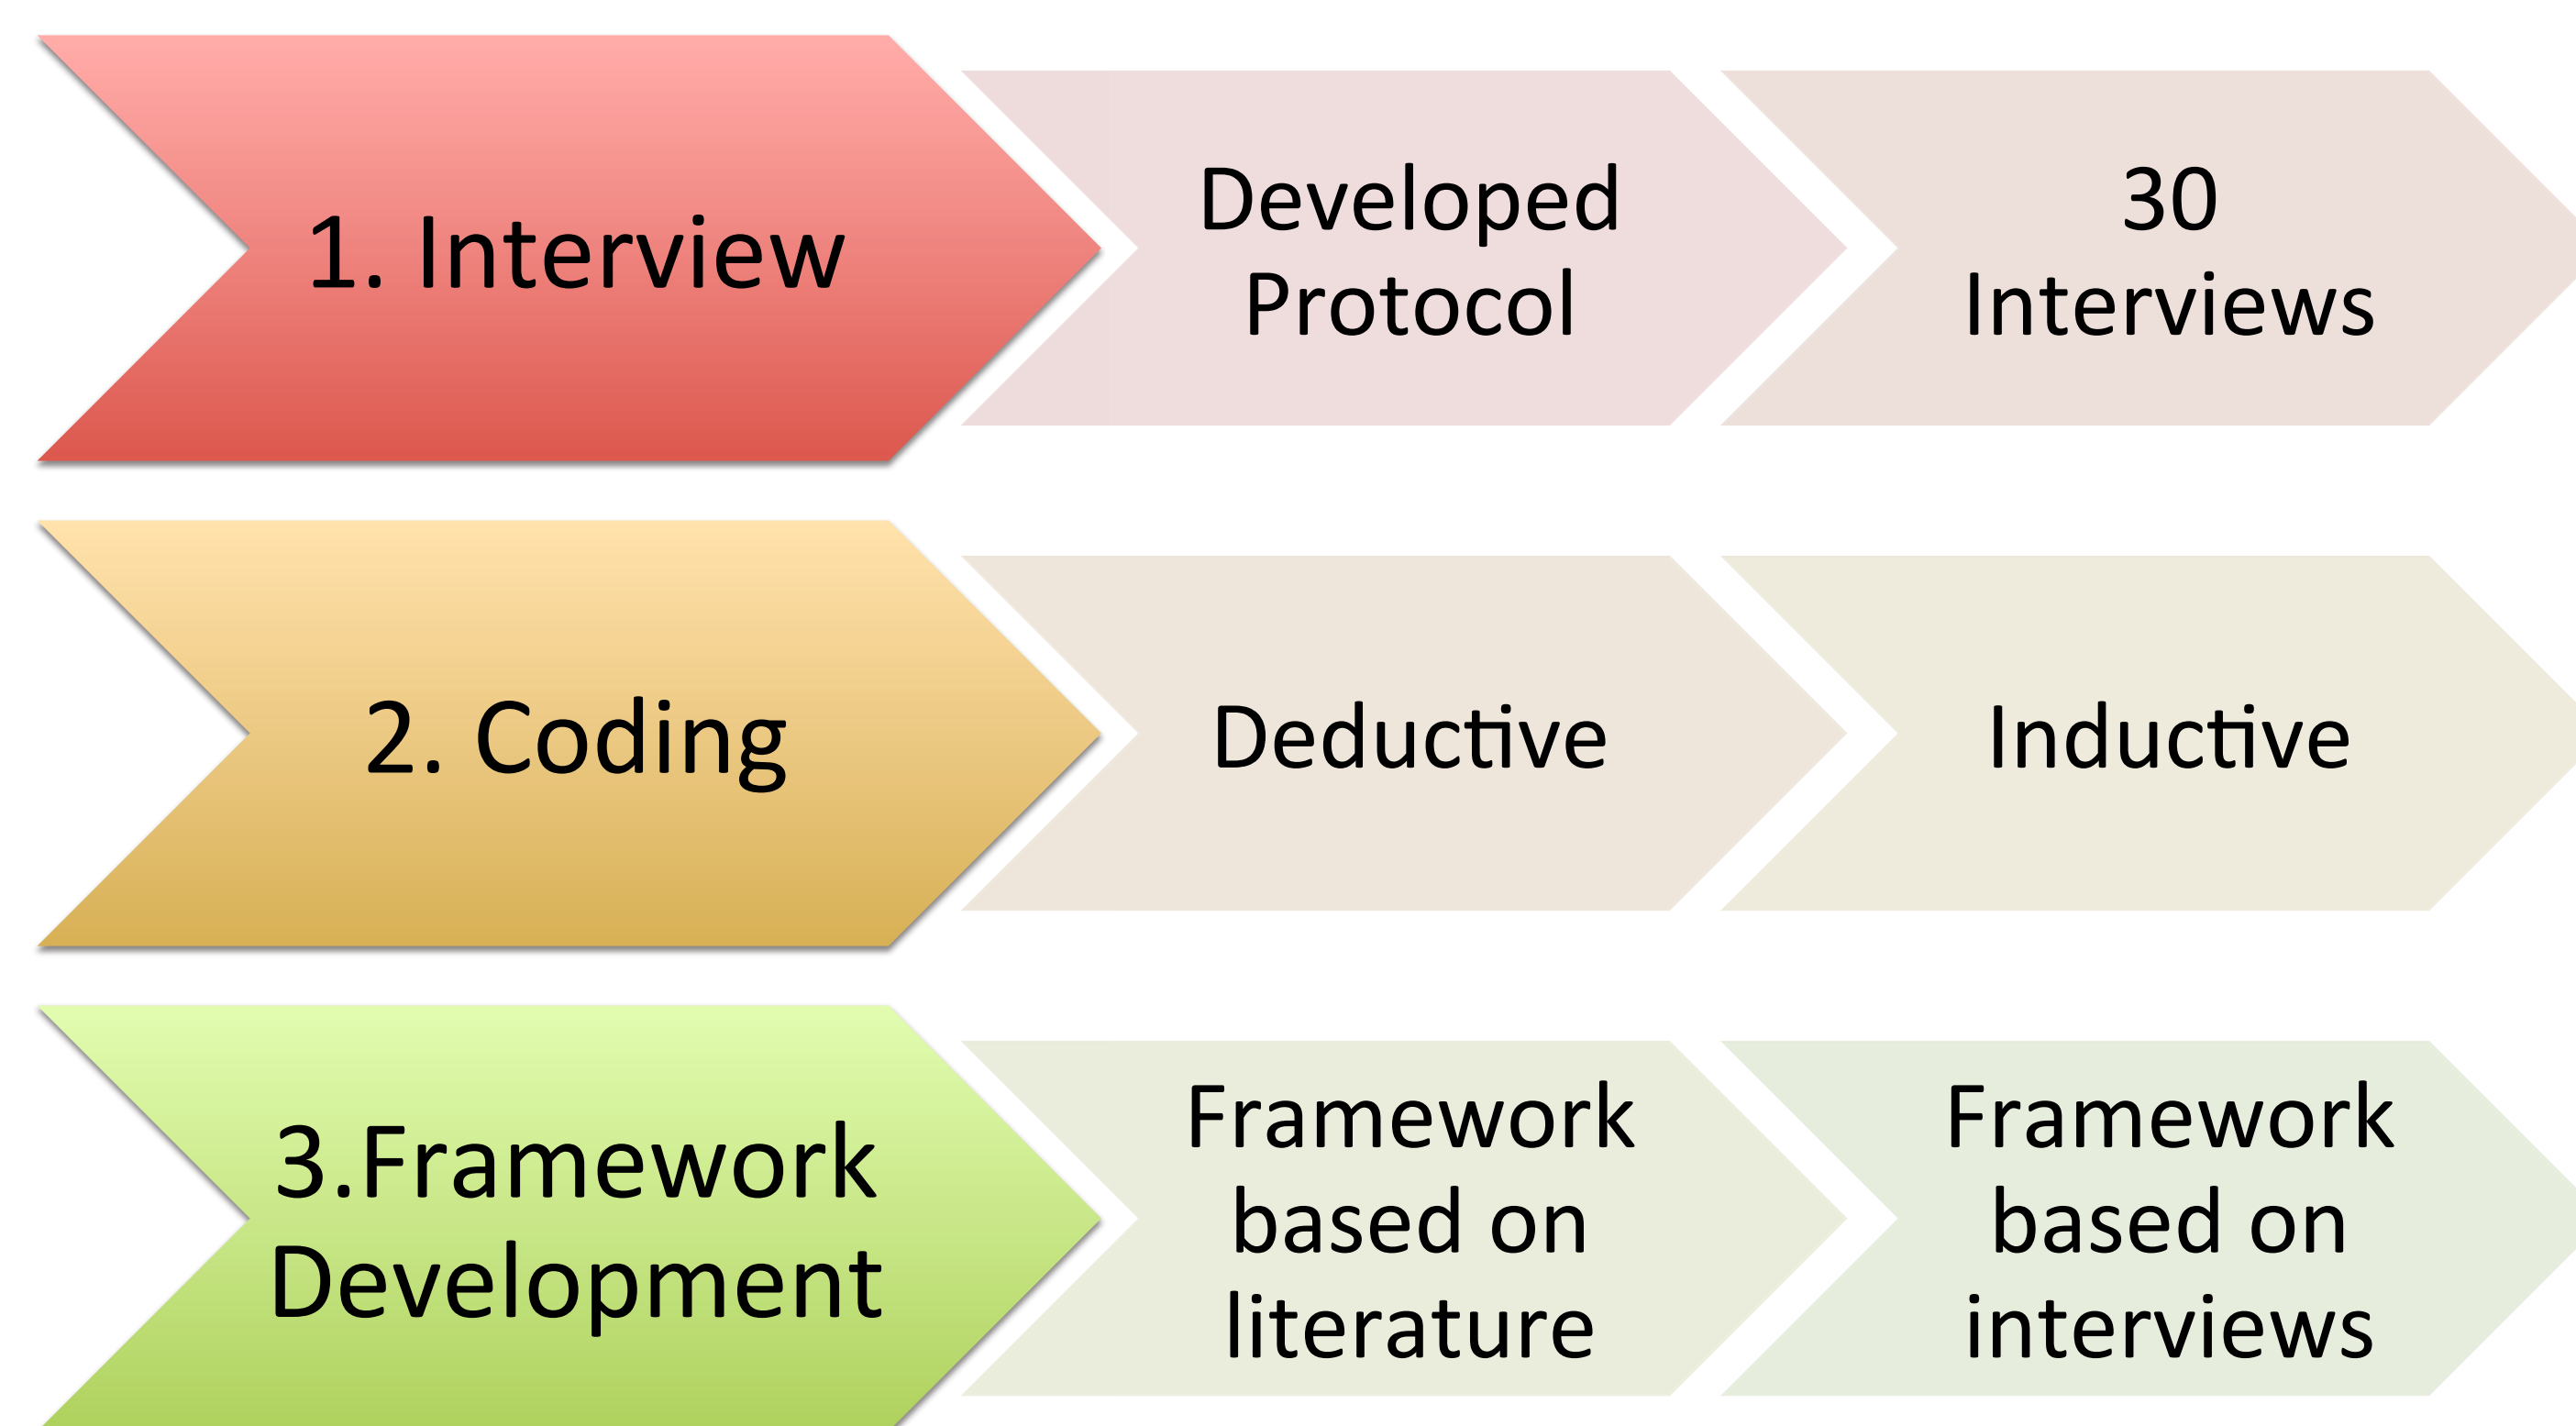 1. Interview
Developed
Protocol
30
Interviews
2. Coding
Deductive
Inductive
3.Framework
Development
Framework
based on
literature
Framework
based on
interviews